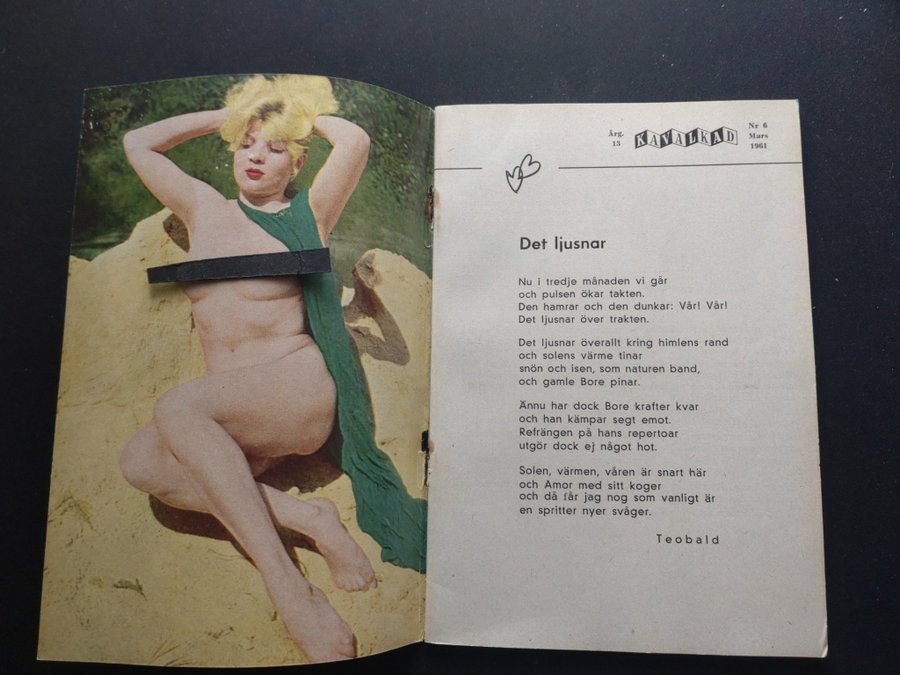 Årg.
13
KAVALKAD
Nr 6
Mars
1961
Det ljusnar
Nu i tredje månaden vi går
och pulsen ökar takten.
Den hamrar och den dunkar: Vår! Vår!
Det ljusnar över trakten.
Det ljusnar överallt kring himlens rand
och solens värme tinar
snön och isen, som naturen band,
och gamle Bore pinar.
Ännu har dock Bore krafter kvar
och han kämpar segt emot.
Refrängen på hans repertoar
utgör dock ej något hot.
Solen, värmen, våren är snart här
och Amor med sitt koger
och då får jag nog som vanligt är
en spritter nyer svåger.
Teobald